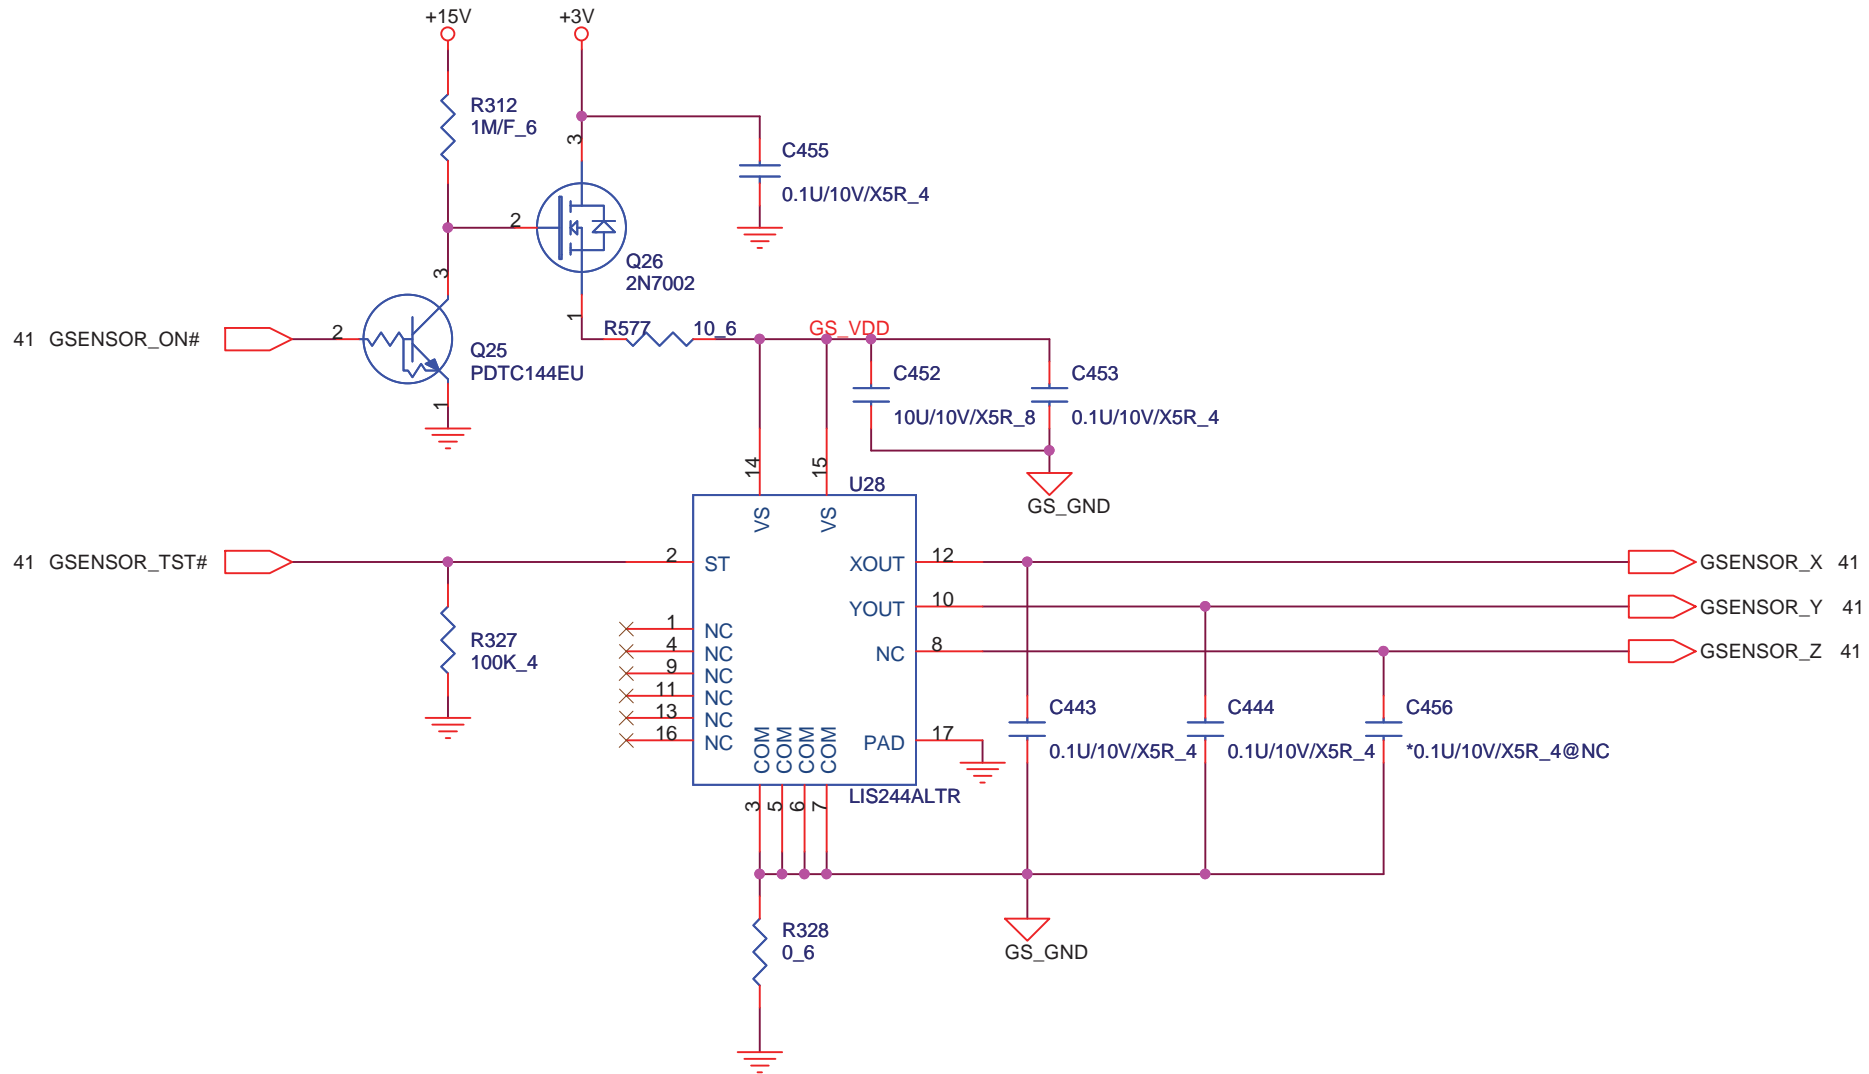 +15V
+3V
R312
1M/F_6
3
C455
0.1U/10V/X5R_4
2
Q26
2N7002
3
1
41 GSENSOR_ON#
2
R577 10_6
GS_VDD
Q25
PDTC144EU
1
C452
10U/10V/X5R_8
C453
0.1U/10V/X5R_4
14
15
U28
GS_GND
VS
VS
41 GSENSOR_TST#
2
ST
XOUT
12
GSENSOR_X 41
YOUT
10
GSENSOR_Y 41
NC
8
GSENSOR_Z 41
R327
100K_4
1 NC
4 NC
9 NC
11 NC
13 NC
16 NC
COM
COM
COM
COM
PAD
17
C443
0.1U/10V/X5R_4
C444
0.1U/10V/X5R_4
C456
*0.1U/10V/X5R_4@NC
LIS244ALTR
3
5
6
7
R328
0_6
GS_GND